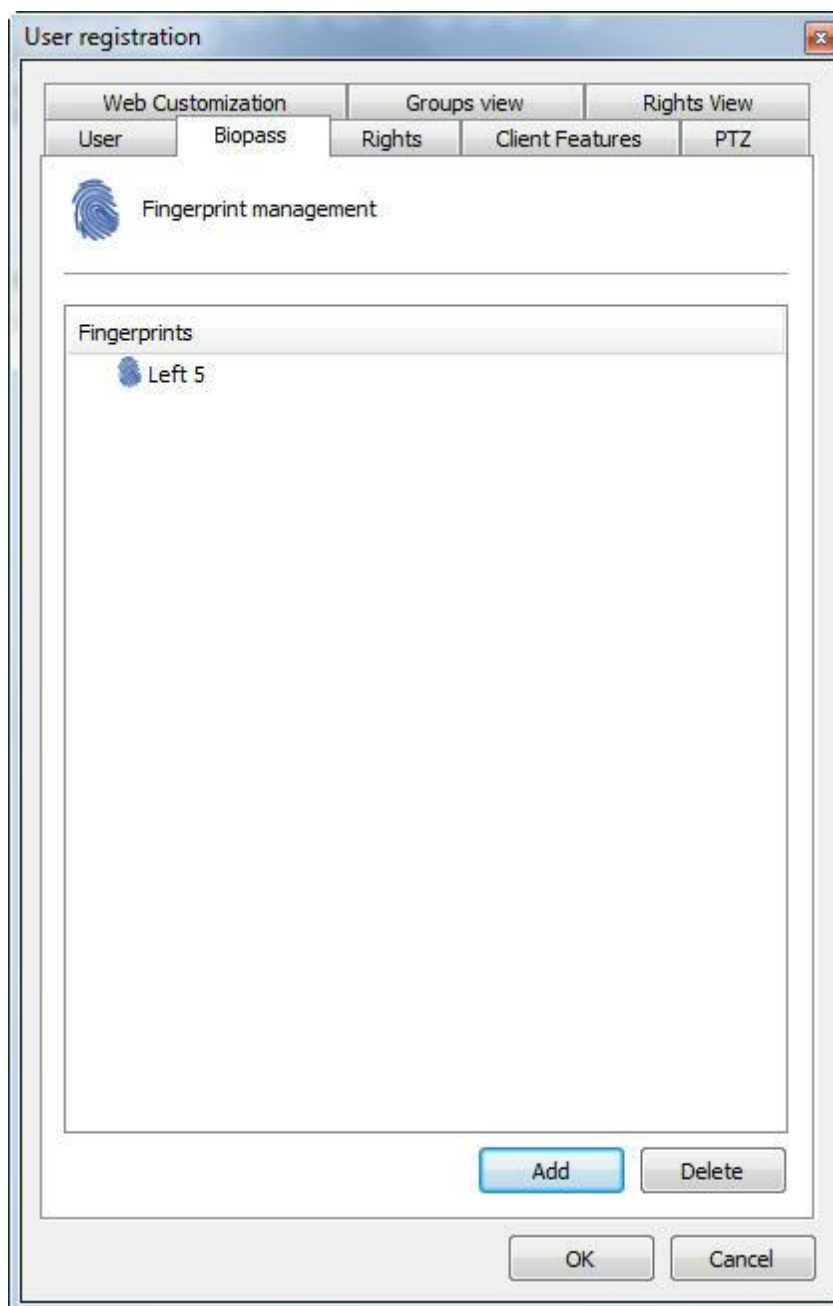 User registration
Web Customization Groups view Rights View
User Biopass Rights Client Features PTZ
Fingerprint management
Fingerprints
Left 5
Add Delete
OK Cancel